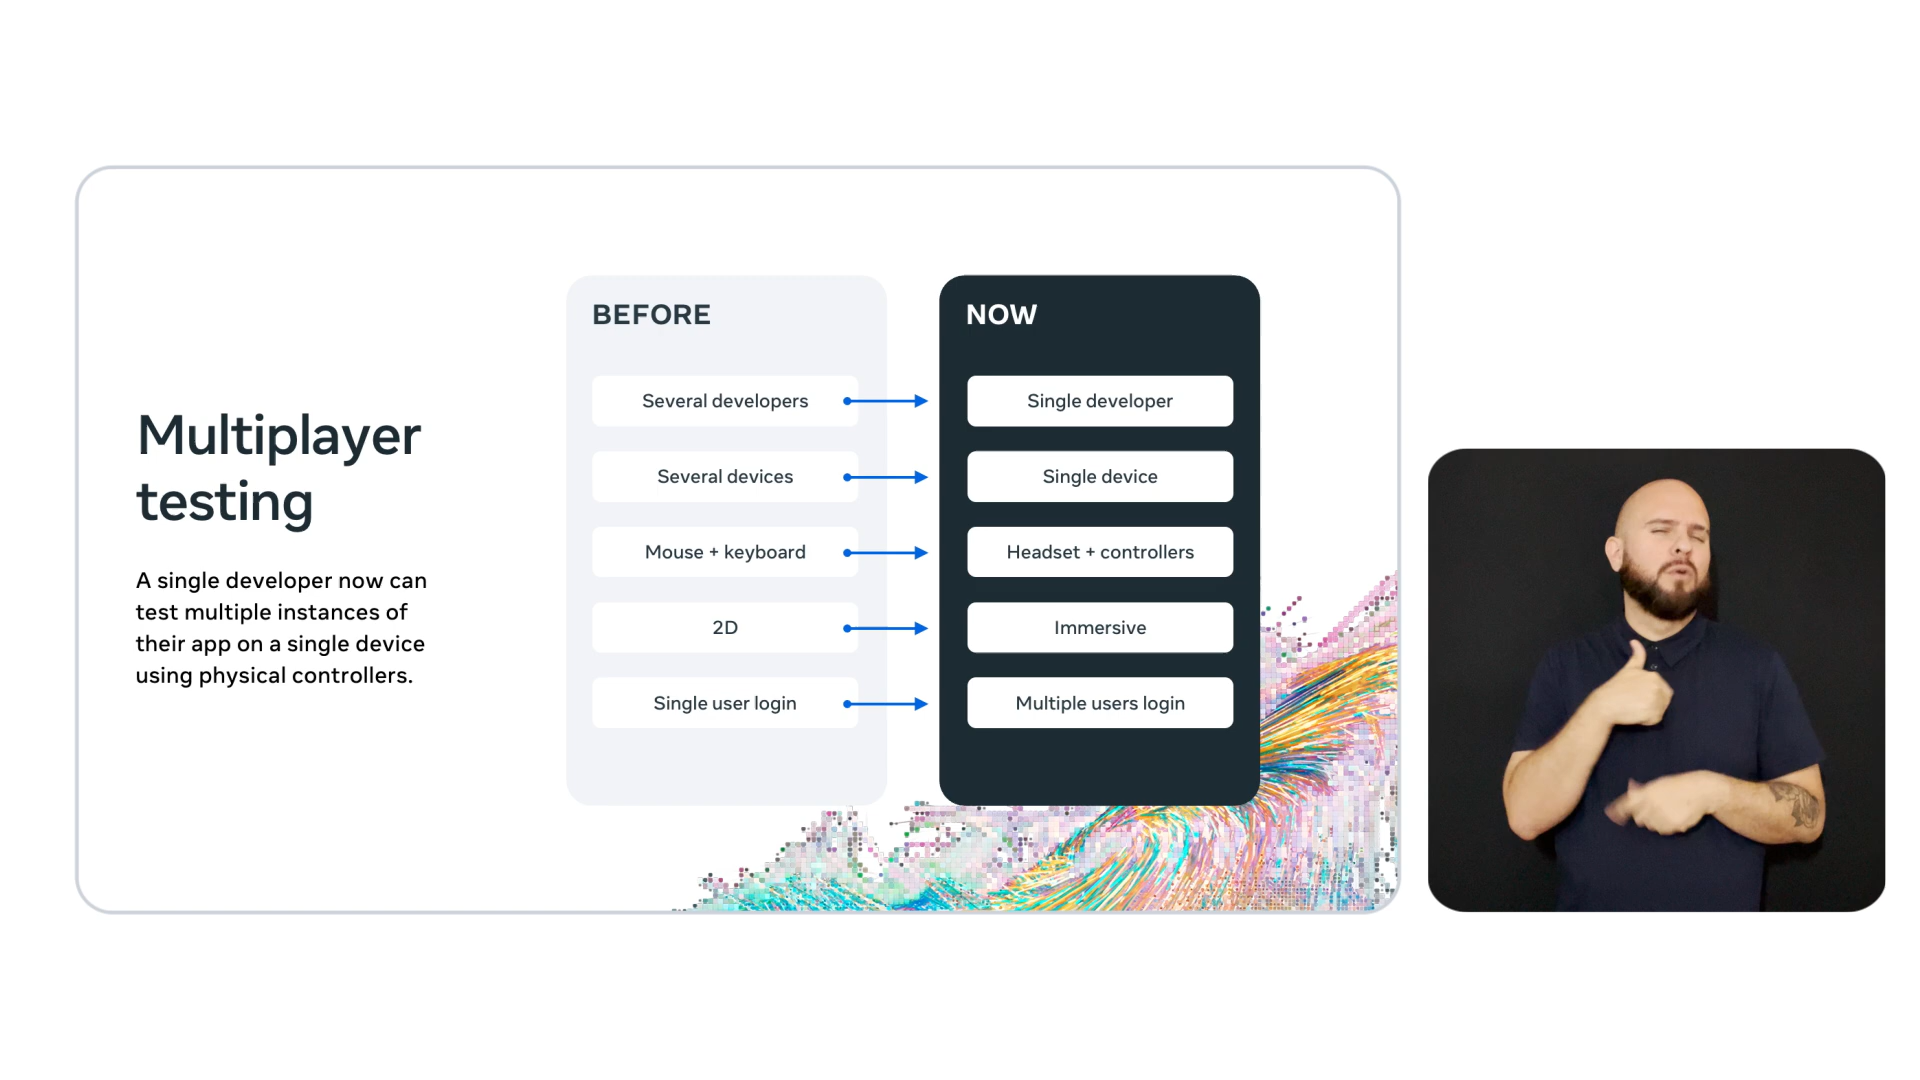 Multiplayer
testing
A single developer now can
test multiple instances of
their app on a single device
using physical controllers.
BEFORE
Several developers
Several devices
Mouse + keyboard
2D
Single user login
NOW
Single developer
Single device
Headset + controllers
Immersive
Multiple users login